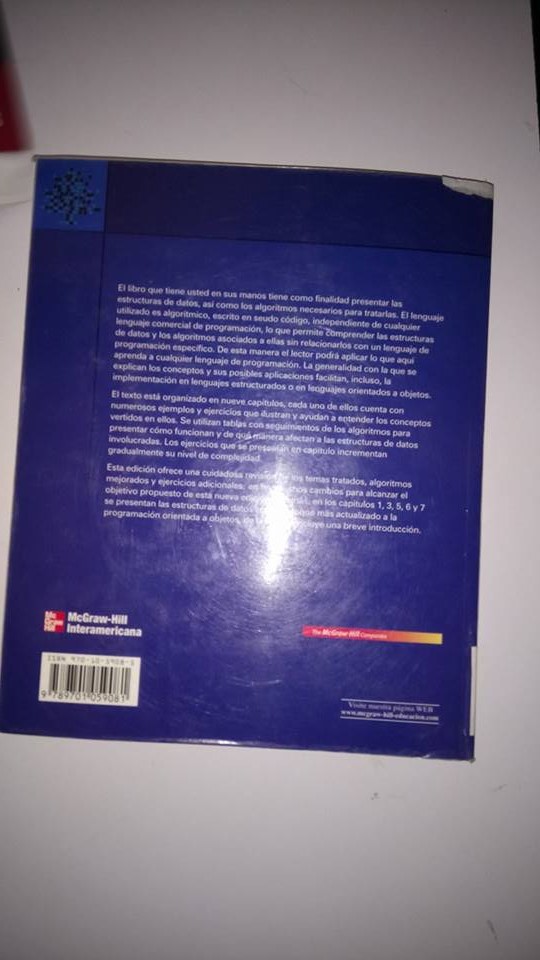 El libro que tiene usted en sus manos tiene como finalidad presentar las
estructuras de datos, así como los algoritmos necesarios para tratarlas. El lenguaje
utilizado es algorítmico, escrito en seudo código, independiente de cualquier
lenguaje comercial de programación, lo que permite comprender las estructuras
de datos y los algoritmos asociados a ellas sin relacionarlos con un lenguaje de
programación específico. De esta manera el lector podrá aplicar lo que aquí
aprenda a cualquier lenguaje de programación. La generalidad con la que se
explican los conceptos y sus posibles aplicaciones facilitan, incluso, la
implementación en lenguajes estructurados o en lenguajes orientados a objetos.
El texto está organizado en nueve capítulos, cada uno de ellos cuenta con
numerosos ejemplos y ejercicios que ilustran y ayudan a entender los conceptos
vertidos en ellos. Se utilizan tablas con seguimientos de los algoritmos para
presentar cómo funcionan y de qué manera afectan a las estructuras de datos
involucradas. Los ejercicios que se presentan en capítulo incrementan
gradualmente su nivel de complejidad.
Esta edición ofrece una cuidadosa los temas tratados, algoritmos
mejorados y ejercicios adicionales; cambios para alcanzar el
objetivo propuesto de está nueva en los capítulos 1, 3, 5, 6 y 7
se presentan las estructuras de datos más actualizado a la
programación orientada a objetos, una breve introducción.
Mc
Graw
Hill
McGraw-Hill
Interamericana
The McGraw-Hill Companies
ISBN 970-10-5908-5
9 789701 059081
Visite nuestra página WEB
www.mcgraw-hill-educacion.com